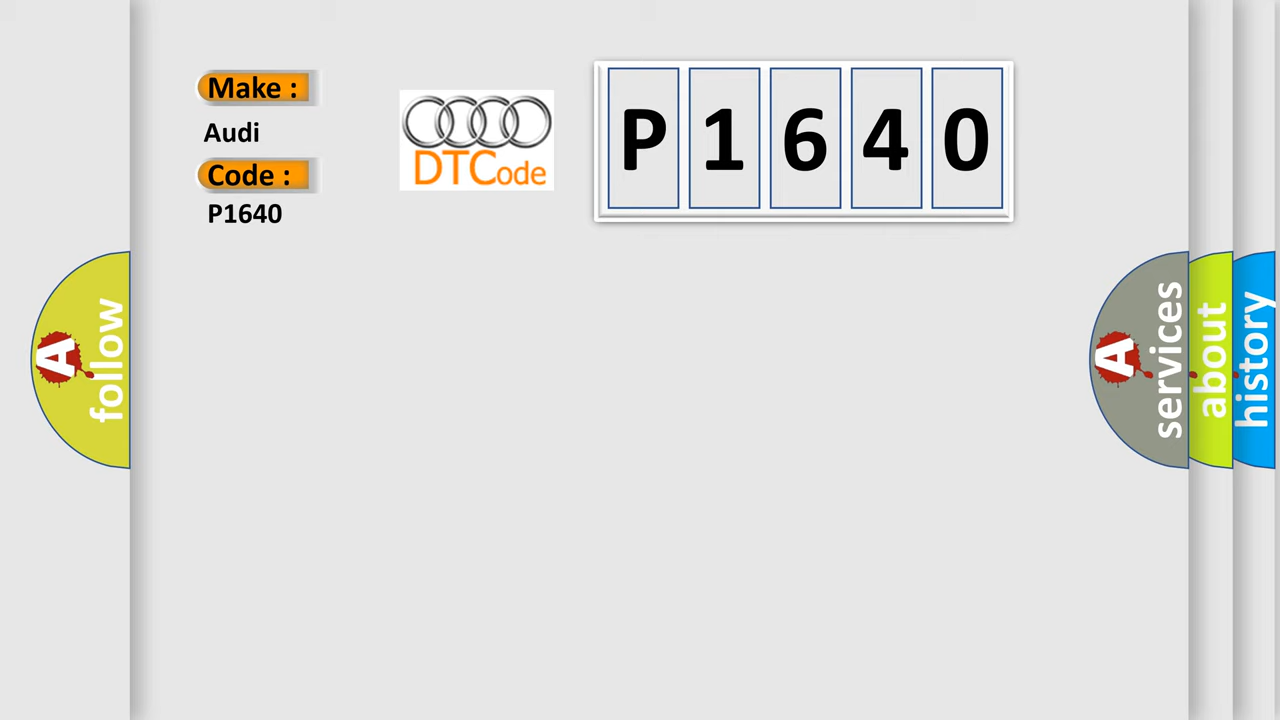 Make :
Audi
Code :
P1640
DTCode
P 1 6 4 0
A follow
A services
about
history